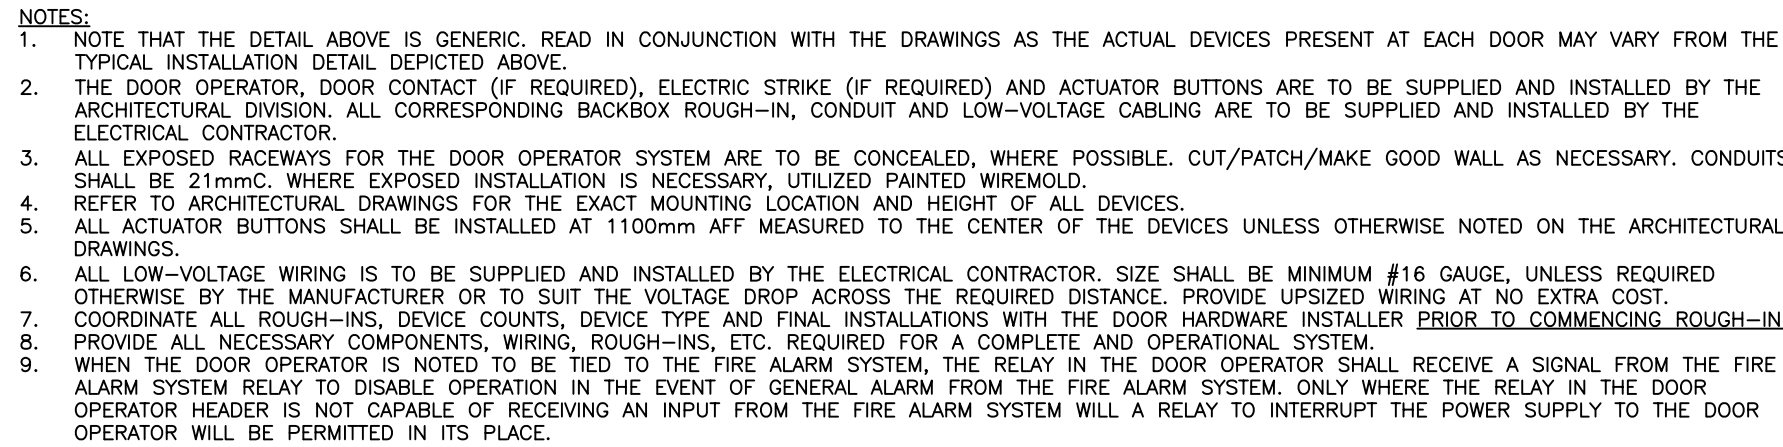 NOTES:
1. NOTE THAT THE DETAIL ABOVE IS GENERIC. READ IN CONJUNCTION WITH THE DRAWINGS AS THE ACTUAL DEVICES PRESENT AT EACH DOOR MAY VARY FROM THE
TYPICAL INSTALLATION DETAIL DEPICTED ABOVE.
2. THE DOOR OPERATOR, DOOR CONTACT (IF REQUIRED), ELECTRIC STRIKE (IF REQUIRED) AND ACTUATOR BUTTONS ARE TO BE SUPPLIED AND INSTALLED BY THE
ARCHITECTURAL DIVISION. ALL CORRESPONDING BACKBOX ROUGH-IN, CONDUIT AND LOW-VOLTAGE CABLING ARE TO BE SUPPLIED AND INSTALLED BY THE
ELECTRICAL CONTRACTOR.
3. ALL EXPOSED RACEWAYS FOR THE DOOR OPERATOR SYSTEM ARE TO BE CONCEALED, WHERE POSSIBLE. CUT/PATCH/MAKE GOOD WALL AS NECESSARY. CONDUITS
SHALL BE 21mmC. WHERE EXPOSED INSTALLATION IS NECESSARY, UTILIZED PAINTED WIREMOLD.
4. REFER TO ARCHITECTURAL DRAWINGS FOR THE EXACT MOUNTING LOCATION AND HEIGHT OF ALL DEVICES.
5. ALL ACTUATOR BUTTONS SHALL BE INSTALLED AT 1100mm AFF MEASURED TO THE CENTER OF THE DEVICES UNLESS OTHERWISE NOTED ON THE ARCHITECTURAL
DRAWINGS.
6. ALL LOW-VOLTAGE WIRING IS TO BE SUPPLIED AND INSTALLED BY THE ELECTRICAL CONTRACTOR. SIZE SHALL BE MINIMUM #16 GAUGE, UNLESS REQUIRED
OTHERWISE BY THE MANUFACTURER OR TO SUIT THE VOLTAGE DROP ACROSS THE REQUIRED DISTANCE. PROVIDE UPSIZED WIRING AT NO EXTRA COST.
7. COORDINATE ALL ROUGH-INS, DEVICE COUNTS, DEVICE TYPE AND FINAL INSTALLATIONS WITH THE DOOR HARDWARE INSTALLER PRIOR TO COMMENCING ROUGH-IN
8. PROVIDE ALL NECESSARY COMPONENTS, WIRING, ROUGH-INS, ETC. REQUIRED FOR A COMPLETE AND OPERATIONAL SYSTEM.
9. WHEN THE DOOR OPERATOR IS NOTED TO BE TIED TO THE FIRE ALARM SYSTEM, THE RELAY IN THE DOOR OPERATOR SHALL RECEIVE A SIGNAL FROM THE FIRE
ALARM SYSTEM RELAY TO DISABLE OPERATION IN THE EVENT OF GENERAL ALARM FROM THE FIRE ALARM SYSTEM. ONLY WHERE THE RELAY IN THE DOOR
OPERATOR HEADER IS NOT CAPABLE OF RECEIVING AN INPUT FROM THE FIRE ALARM SYSTEM WILL A RELAY TO INTERRUPT THE POWER SUPPLY TO THE DOOR
OPERATOR WILL BE PERMITTED IN ITS PLACE.